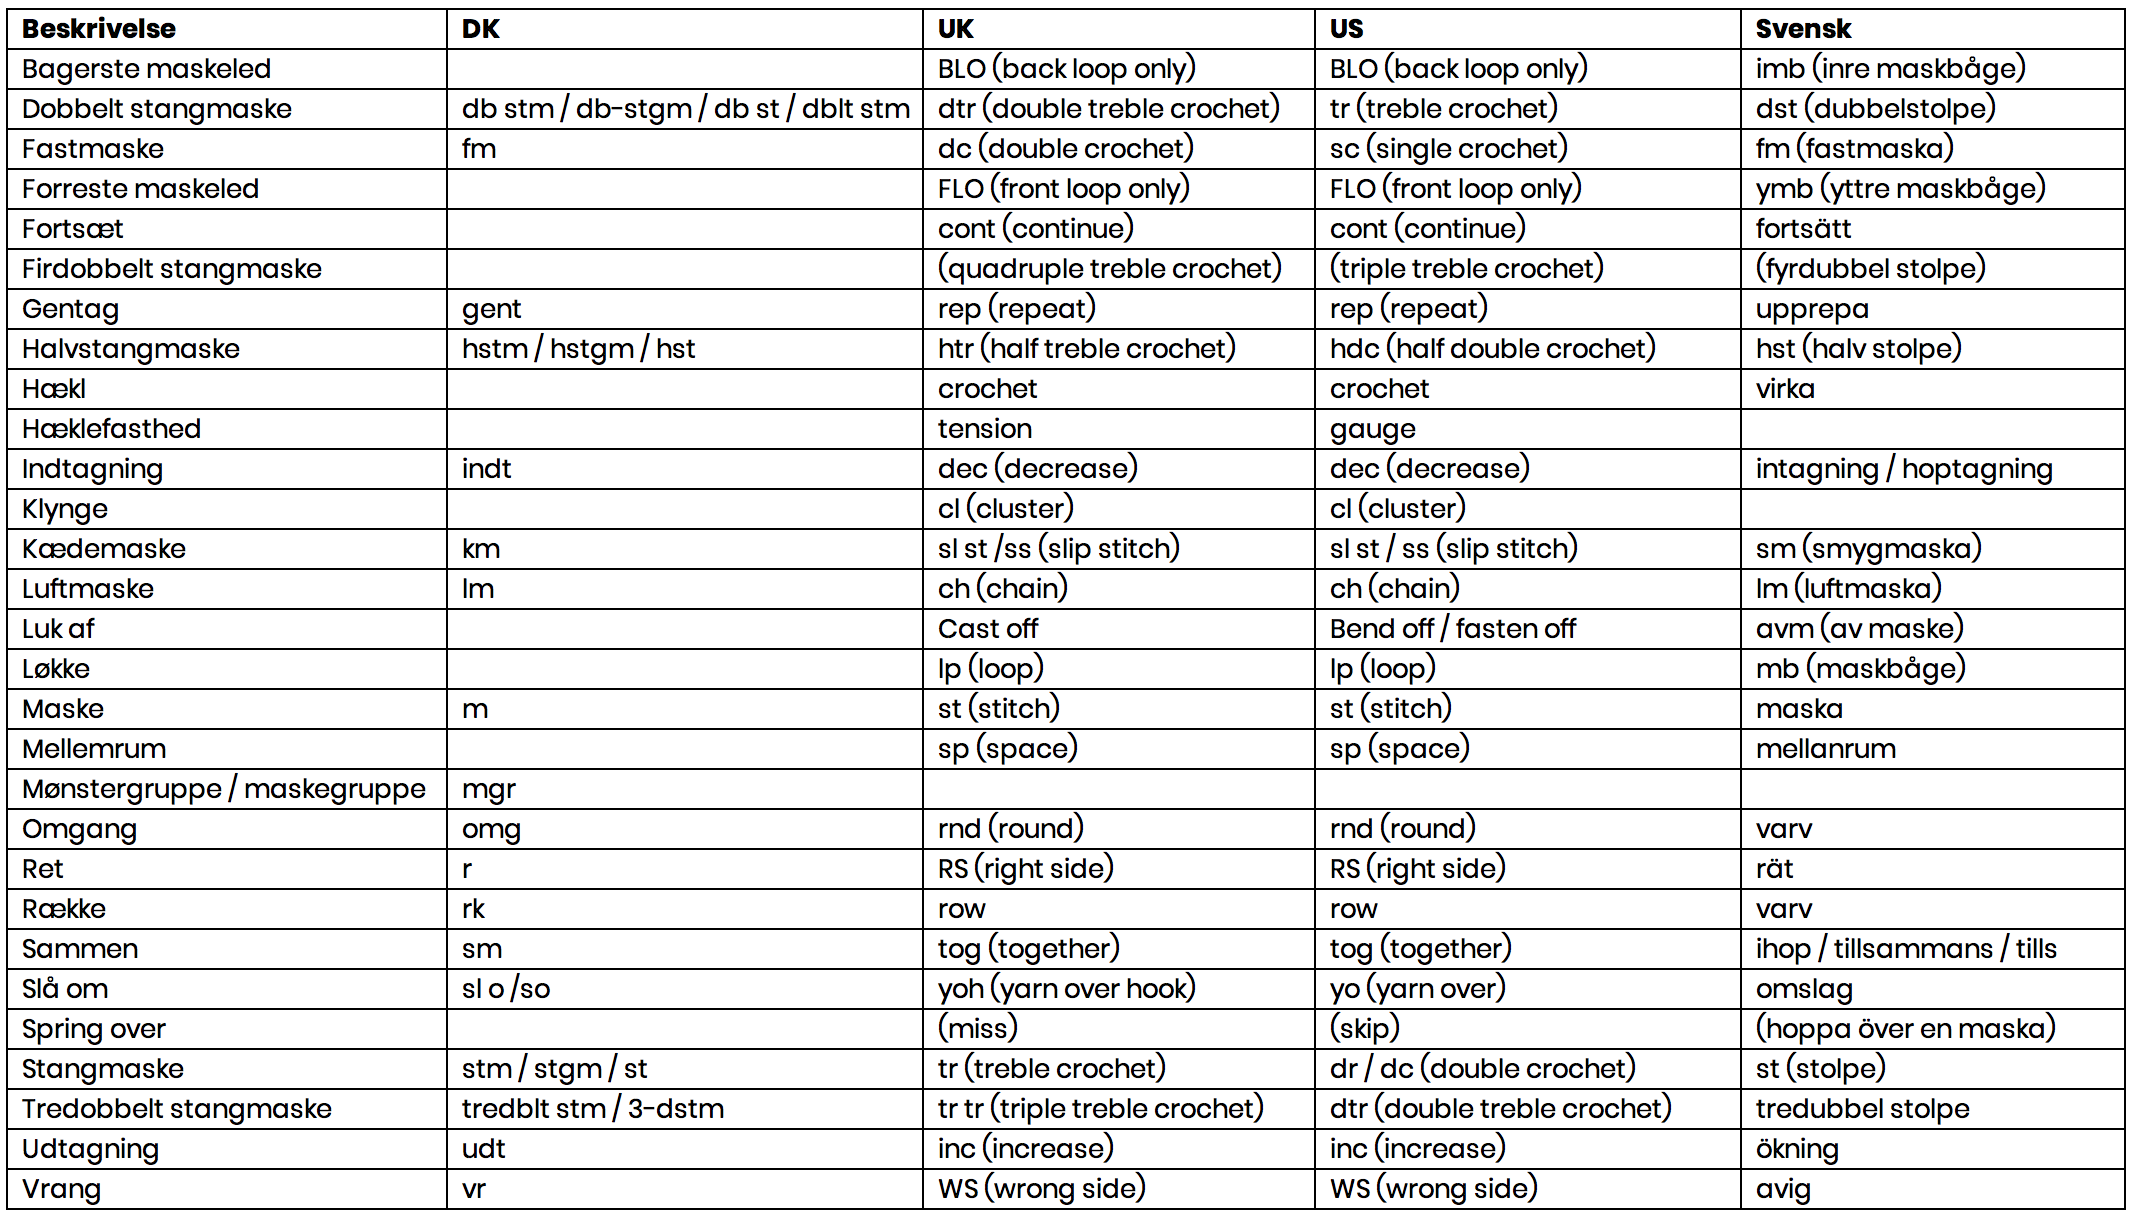 Beskrivelse DK UK US Svensk
Bagerste maskeled BLO (back loop only) BLO (back loop only) imb (inre maskbåge)
Dobbelt stangmaske db stm / db-stgm / db st / dblt stm dtr (double treble crochet) tr (treble crochet) dst (dubbelstolpe)
Fastmaske fm dc (double crochet) sc (single crochet) fm (fastmaska)
Forreste maskeled FLO (front loop only) FLO (front loop only) ymb (yttre maskbåge)
Fortsæt cont (continue) cont (continue) fortsätt
Firdobbelt stangmaske (quadruple treble crochet) (triple treble crochet) (fyrdubbel stolpe)
Gentag gent rep (repeat) rep (repeat) upprepa
Halvstangmaske hstm / hstgm / hst htr (half treble crochet) hdc (half double crochet) hst (halv stolpe)
Hækl crochet crochet virka
Hæklefasthed tension gauge
Indtagning indt dec (decrease) dec (decrease) intagning / hoptagning
Klynge cl (cluster) cl (cluster)
Kædemaske km sl st /ss (slip stitch) sl st / ss (slip stitch) sm (smygmaska)
Luftmaske lm ch (chain) ch (chain) lm (luftmaska)
Luk af Cast off Bend off / fasten off avm (av maske)
Løkke lp (loop) lp (loop) mb (maskbåge)
Maske m st (stitch) st (stitch) maska
Mellemrum sp (space) sp (space) mellanrum
Mønstergruppe / maskegruppe mgr
Omgang omg rnd (round) rnd (round) varv
Ret r RS (right side) RS (right side) rät
Række rk row row varv
Sammen sm tog (together) tog (together) ihop / tillsammans / tills
Slå om sl o /so yoh (yarn over hook) yo (yarn over) omslag
Spring over (miss) (skip) (hoppa över en maska)
Stangmaske stm / stgm / st tr (treble crochet) dr / dc (double crochet) st (stolpe)
Tredobbelt stangmaske tredblt stm / 3-dstm tr tr (triple treble crochet) dtr (double treble crochet) tredubbel stolpe
Udtagning udt inc (increase) inc (increase) ökning
Vrang vr WS (wrong side) WS (wrong side) avig